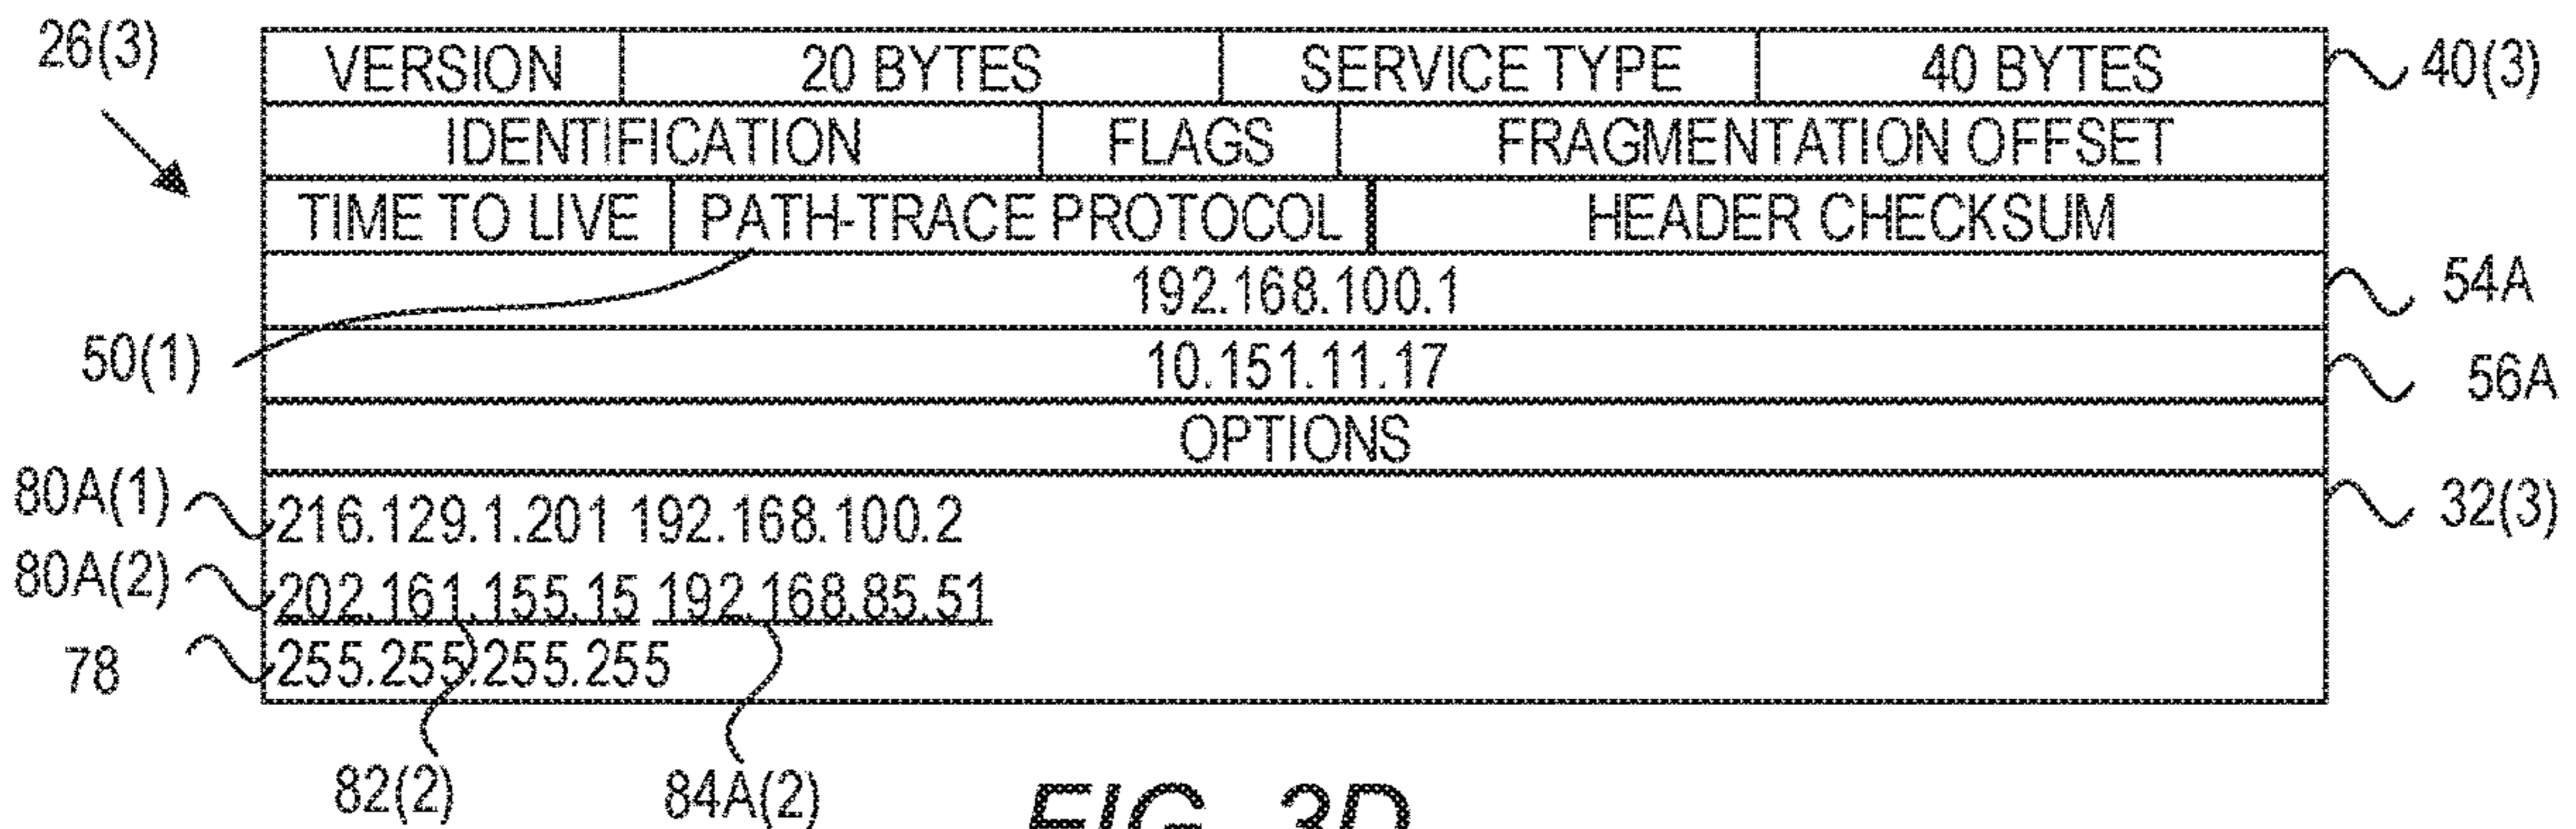 26(3) VERSION 20 BYTES SERVICE TYPE 40 BYTES 40(3)
IDENTIFICATION FLAGS FRAGMENTATION OFFSET
TIME TO LIVE PATH-TRACE PROTOCOL HEADER CHECKSUM
192.168.100.1 54A
50(1) 10.151.11.17 56A
OPTIONS
80A(1) 216.129.1.201 192.168.100.2 32(3)
80A(2) 202.161.155.15 192.168.85.51
78 255.255.255.255
82(2) 84A(2)
FIG. 3D